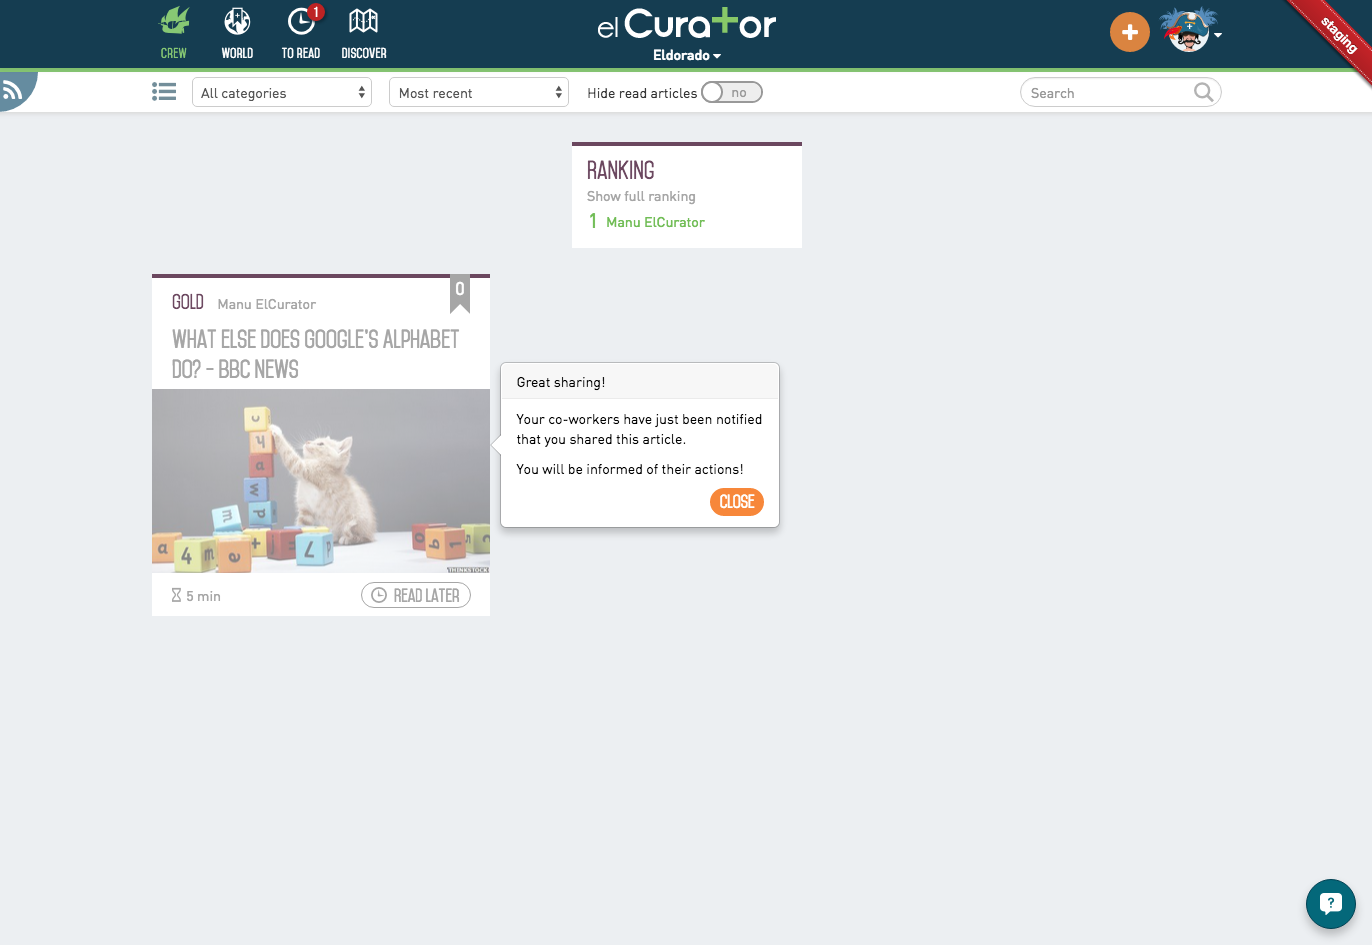 CREW
WORLD
1
TO READ
DISCOVER
elCurator
Eldorado
staging
All categories
Most recent
Hide read articles
no
Search
RANKING
Show full ranking
1 Manu ElCurator
GOLD Manu ElCurator
0
WHAT ELSE DOES GOOGLE'S ALPHABET
DO? - BBC NEWS
Great sharing!
Your co-workers have just been notified
that you shared this article.
You will be informed of their actions!
CLOSE
THINKSTOCK
5 min
READ LATER
?